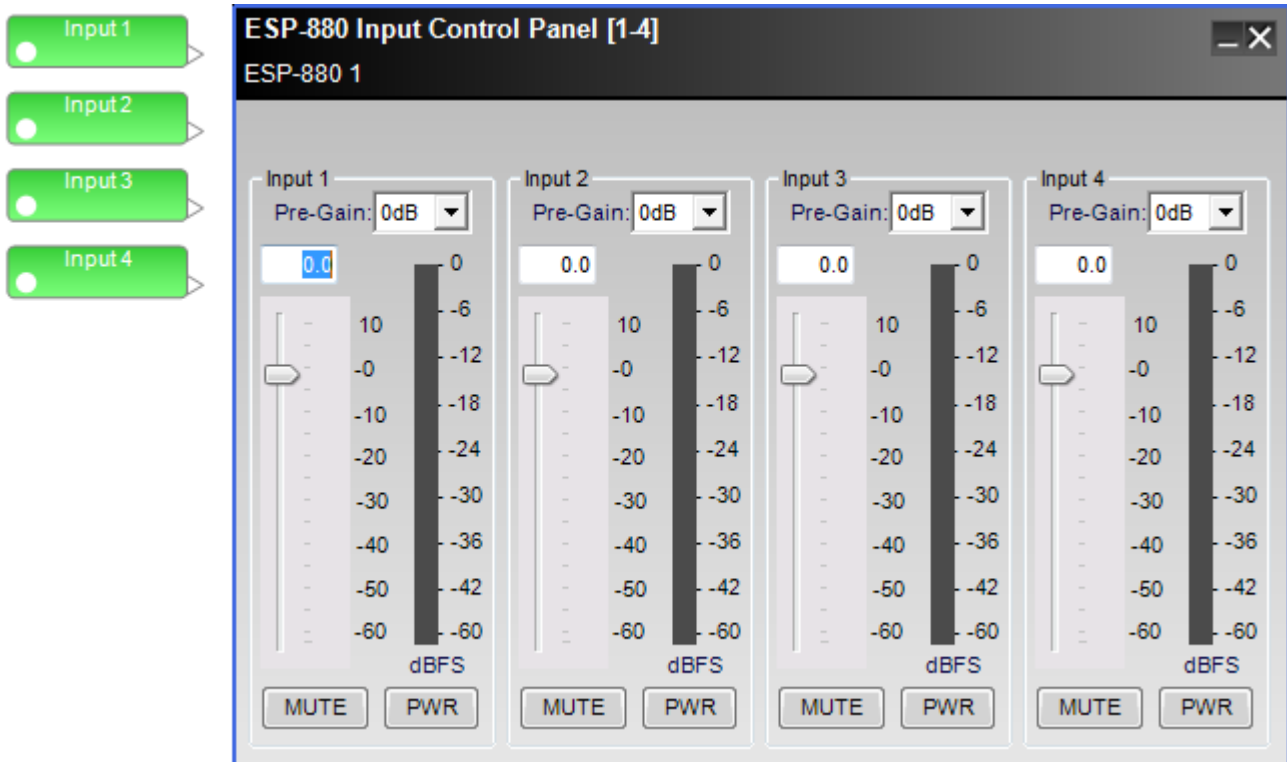 Input 1
Input 2
Input 3
Input 4
ESP-880 Input Control Panel [1-4]
ESP-880 1
Input 1 Input 2 Input 3 Input 4
Pre-Gain: 0dB Pre-Gain: 0dB Pre-Gain: 0dB Pre-Gain: 0dB
0.0 0 0.0 0 0.0 0 0.0 0
10 -6 10 -6 10 -6 10 -6
-0 -12 -0 -12 -0 -12 -0 -12
-10 -18 -10 -18 -10 -18 -10 -18
-20 -24 -20 -24 -20 -24 -20 -24
-30 -30 -30 -30 -30 -30 -30 -30
-40 -36 -40 -36 -40 -36 -40 -36
-50 -42 -50 -42 -50 -42 -50 -42
-60 -60 -60 -60 -60 -60 -60 -60
dBFS dBFS dBFS dBFS
MUTE PWR MUTE PWR MUTE PWR MUTE PWR